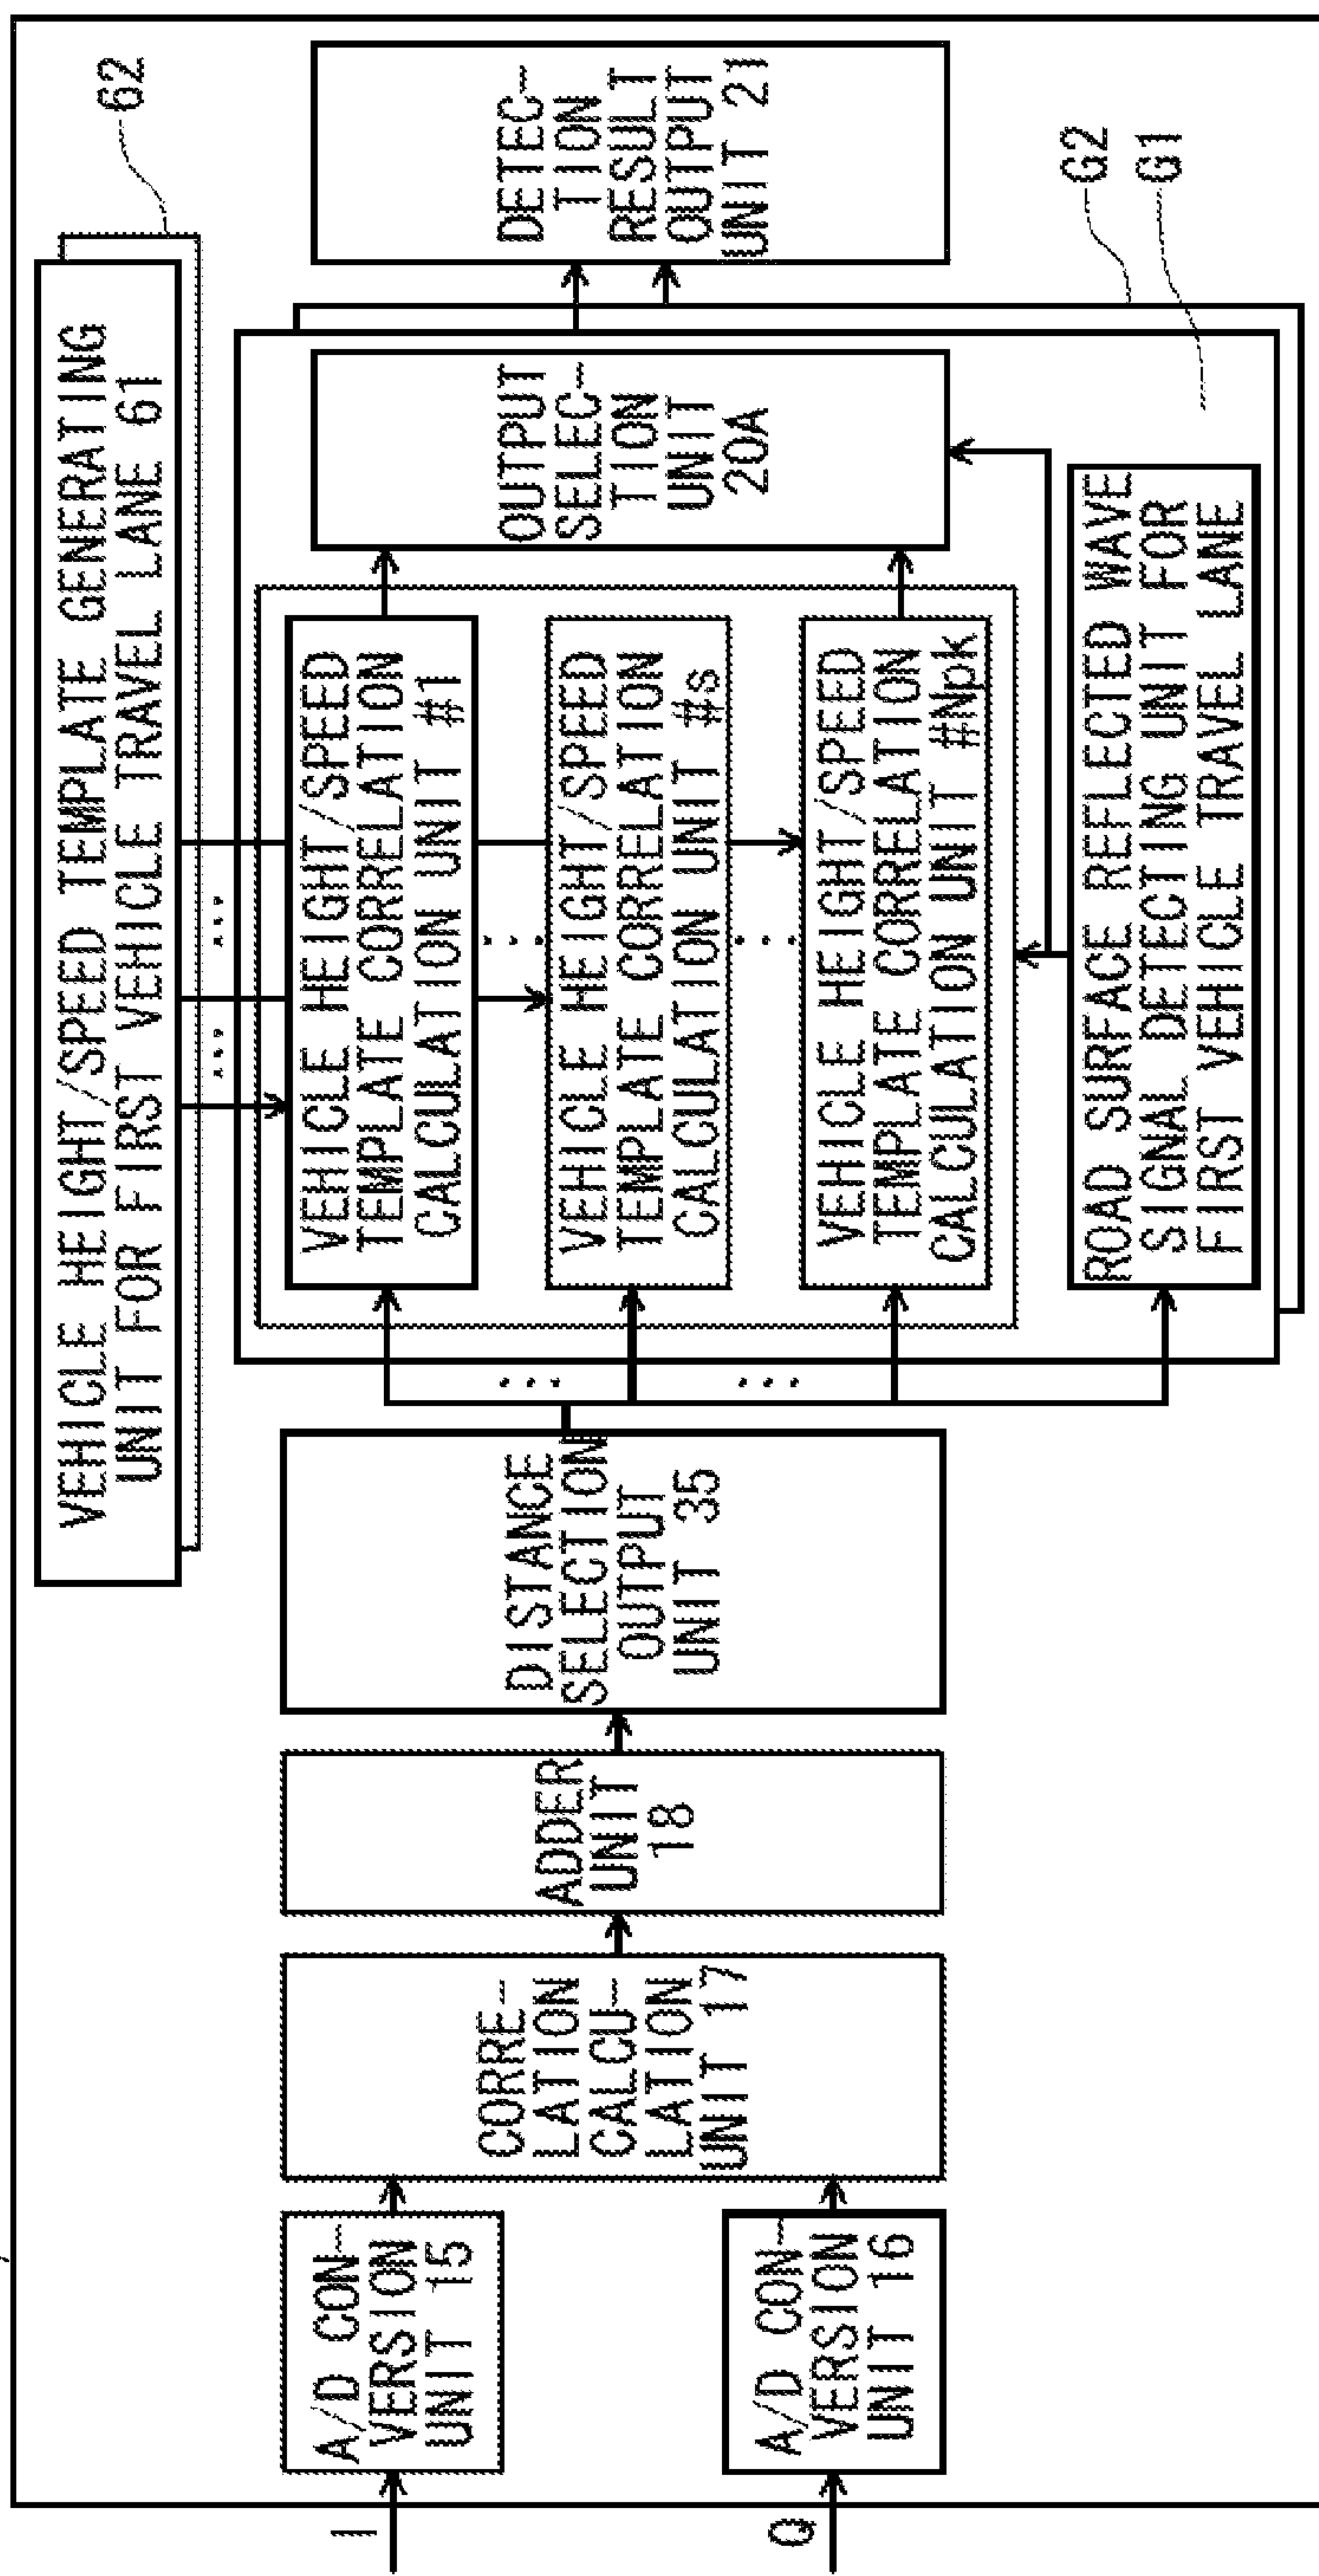 I
Q
A/D CON-
VERSION
UNIT 15
A/D CON-
VERSION
UNIT 16
CORRE-
LATION
CALCU-
LATION
UNIT 17
ADDER
UNIT
18
DISTANCE
SELECTION
OUTPUT
UNIT 35
VEHICLE HEIGHT/SPEED TEMPLATE GENERATING
UNIT FOR FIRST VEHICLE TRAVEL LANE 61
62
...
...
VEHICLE HEIGHT/SPEED
TEMPLATE CORRELATION
CALCULATION UNIT #1
...
...
VEHICLE HEIGHT/SPEED
TEMPLATE CORRELATION
CALCULATION UNIT #s
...
...
VEHICLE HEIGHT/SPEED
TEMPLATE CORRELATION
CALCULATION UNIT #Npk
ROAD SURFACE REFLECTED WAVE
SIGNAL DETECTING UNIT FOR
FIRST VEHICLE TRAVEL LANE
OUTPUT
SELEC-
TION
UNIT
20A
DETEC-
TION
RESULT
OUTPUT
UNIT 21
G2
G1